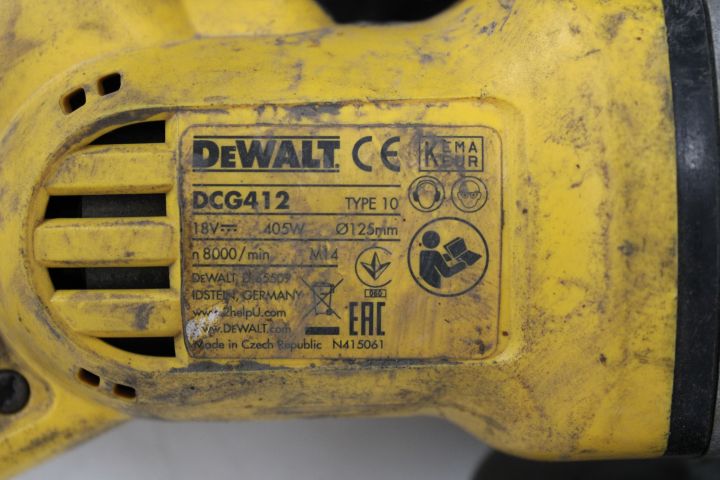 DEWALT CE KEMA KEUR
DCG412 TYPE 10
18V 405W Ø125mm
n 8000/min M14
DEWALT, D-65509
IDSTEIN, GERMANY
www.2helpU.com
www.DEWALT.com
Made in Czech Republic N415061
EAC